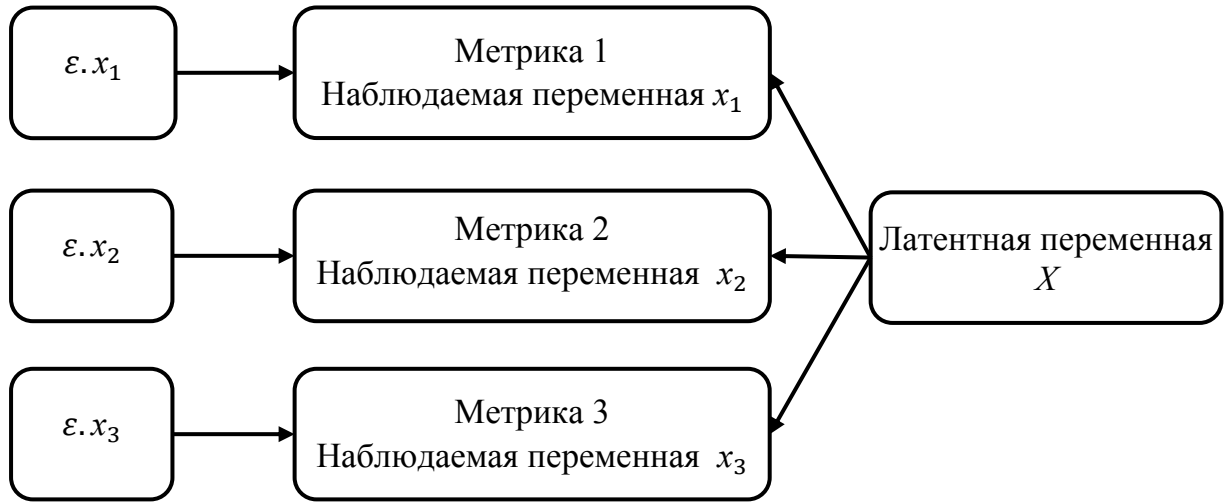 ε.x₁
Метрика 1
Наблюдаемая переменная x₁
ε.x₂
Метрика 2
Наблюдаемая переменная x₂
Латентная переменная
X
ε.x₃
Метрика 3
Наблюдаемая переменная x₃